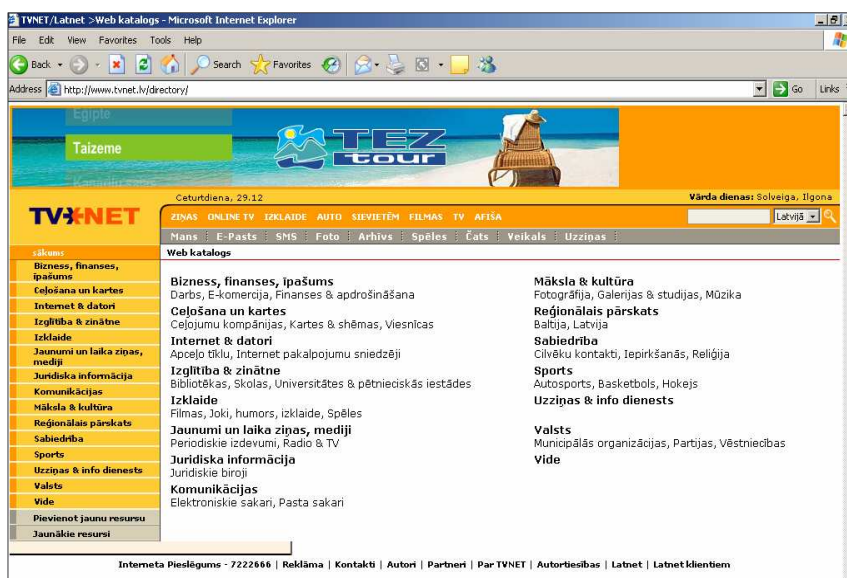 TVNET/Latnet >Web katalogs - Microsoft Internet Explorer
File Edit View Favorites Tools Help
Back Search Favorites
Address http://www.tvnet.lv/directory/ Go Links
Ēģipte
Taizeme
TEZ tour
Ceturtdiena, 29.12 Vārda dienas: Solveiga, Ilgona
TVNET
ZIŅAS ONLINE TV IZKLAIDE AUTO SIEVIETĒM FILMAS TV AFIŠA Latvijā
Mans E-Pasts SMS Foto Arhīvs Spēles Čats Veikals Uzziņas
sākums
Bizness, finanses, īpašums
Ceļošana un kartes
Internet & datori
Izglītība & zinātne
Izklaide
Jaunumi un laika ziņas, mediji
Juridiska informācija
Komunikācijas
Māksla & kultūra
Reģionālais pārskats
Sabiedrība
Sports
Uzziņas & info dienests
Valsts
Vide
Pievienot jaunu resursu
Jaunākie resursi
Web katalogs
Bizness, finanses, īpašums
Darbs, E-komercija, Finanses & apdrošināšana
Ceļošana un kartes
Ceļojumu kompānijas, Kartes & shēmas, Viesnīcas
Internet & datori
Apceļo tīklu, Internet pakalpojumu sniedzēji
Izglītība & zinātne
Bibliotēkas, Skolas, Universitātes & pētnieciskās iestādes
Izklaide
Filmas, Joki, humors, izklaide, Spēles
Jaunumi un laika ziņas, mediji
Periodiskie izdevumi, Radio & TV
Juridiska informācija
Juridiskie biroji
Komunikācijas
Elektroniskie sakari, Pasta sakari
Māksla & kultūra
Fotogrāfija, Galerijas & studijas, Mūzika
Reģionālais pārskats
Baltija, Latvija
Sabiedrība
Cilvēku kontakti, Iepirkšanās, Reliģija
Sports
Autosports, Basketbols, Hokejs
Uzziņas & info dienests
Valsts
Municipālās organizācijas, Partijas, Vēstniecības
Vide
Interneta Pieslēgums - 7222666 | Reklāma | Kontakti | Autori | Partneri | Par TVNET | Autortiesības | Latnet | Latnet klientiem